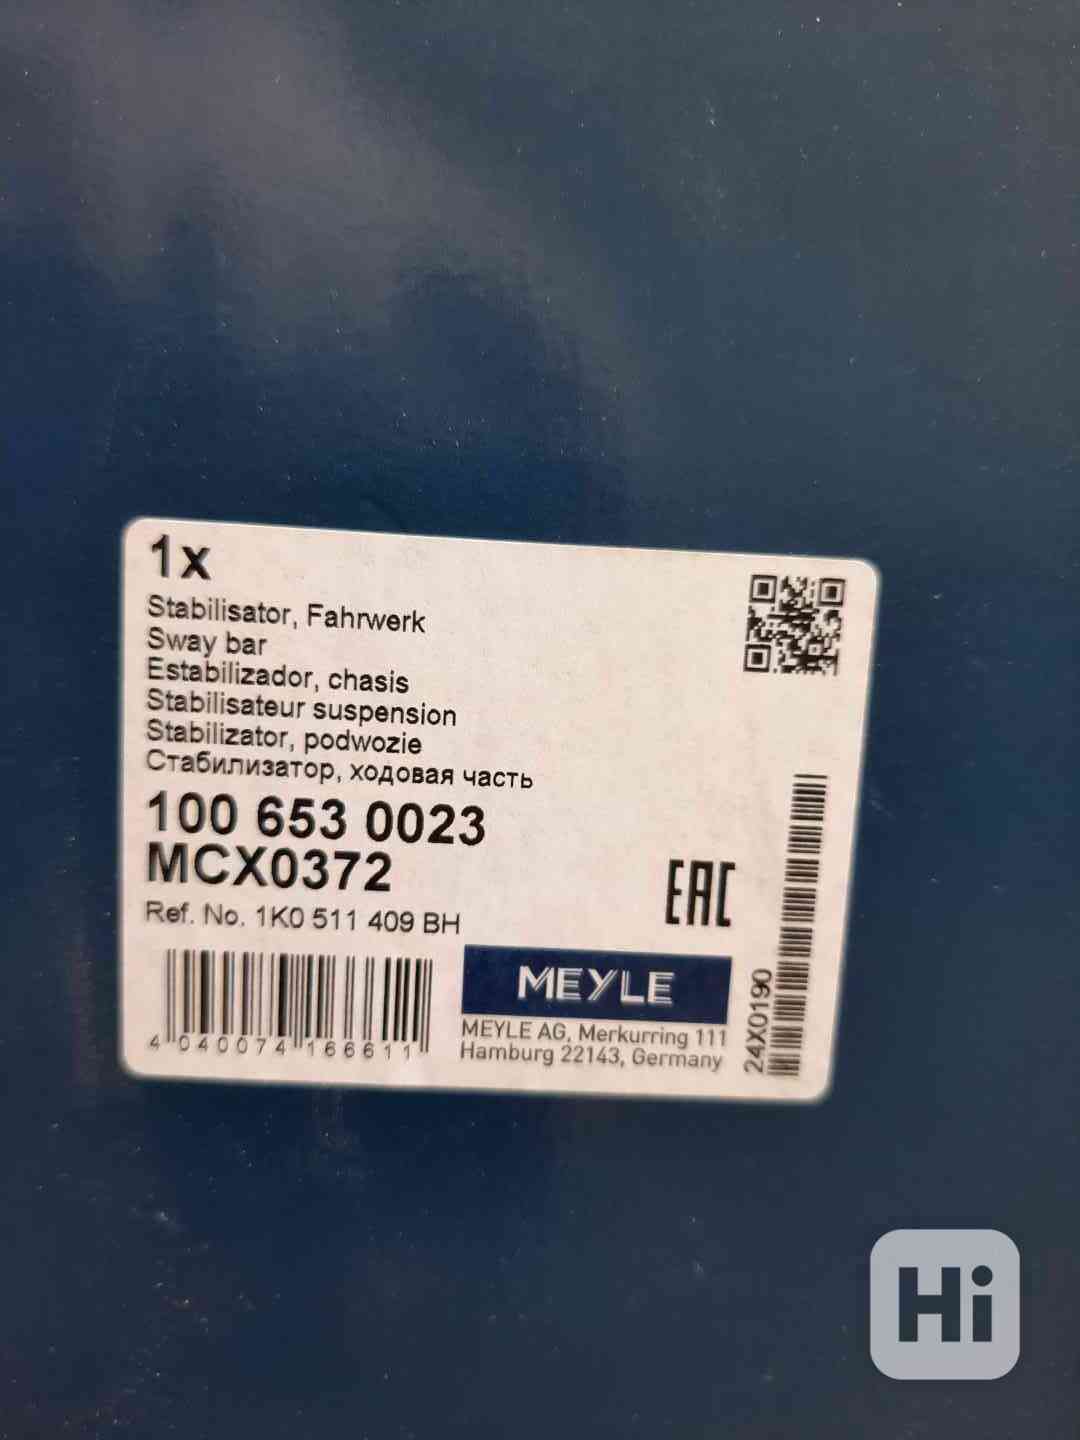 1x
Stabilisator, Fahrwerk
Sway bar
Estabilizador, chasis
Stabilisateur suspension
Stabilizator, podwozie
Стабилизатор, ходовая часть
100 653 0023
MCX0372
Ref. No. 1K0 511 409 BH
EAC
4 040074 166611
MEYLE
MEYLE AG, Merkurring 111
Hamburg 22143, Germany
24X0190
Hi